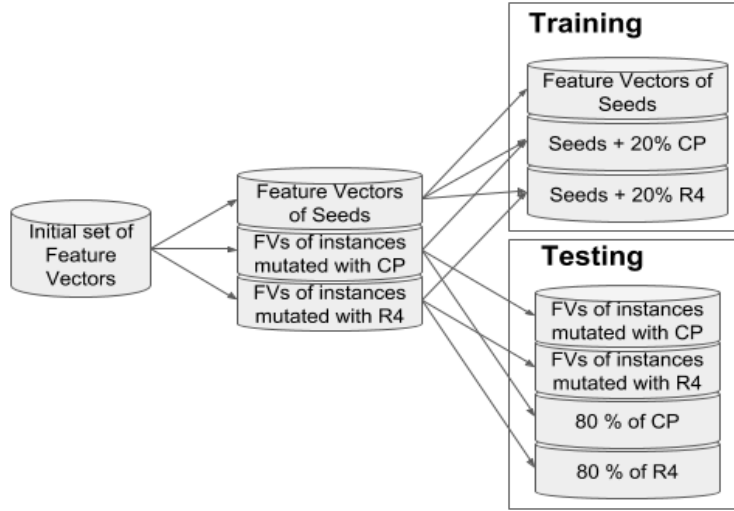 Initial set of
Feature
Vectors
Feature Vectors
of Seeds
FVs of instances
mutated with CP
FVs of instances
mutated with R4
Training
Feature Vectors of
Seeds
Seeds + 20% CP
Seeds + 20% R4
Testing
FVs of instances
mutated with CP
FVs of instances
mutated with R4
80 % of CP
80 % of R4